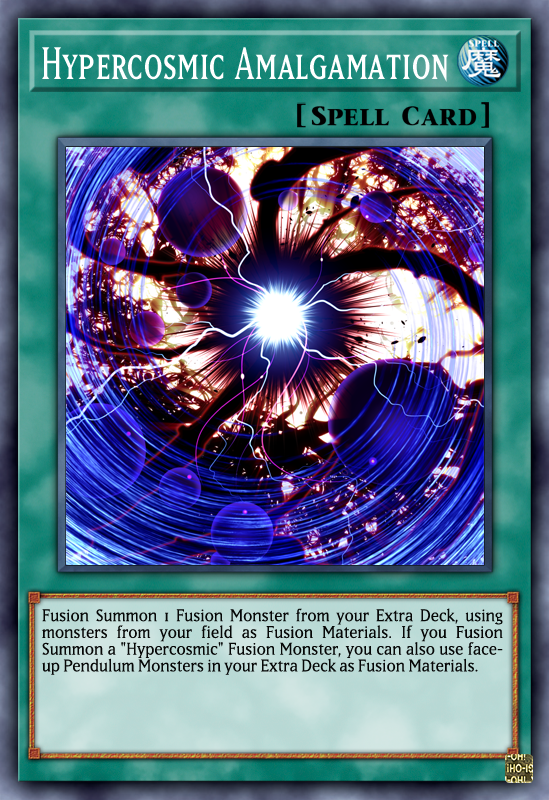 HYPERCOSMIC AMALGAMATION
SPELL
魔
[SPELL CARD]
Fusion Summon 1 Fusion Monster from your Extra Deck, using
monsters from your field as Fusion Materials. If you Fusion
Summon a "Hypercosmic" Fusion Monster, you can also use face-
up Pendulum Monsters in your Extra Deck as Fusion Materials.